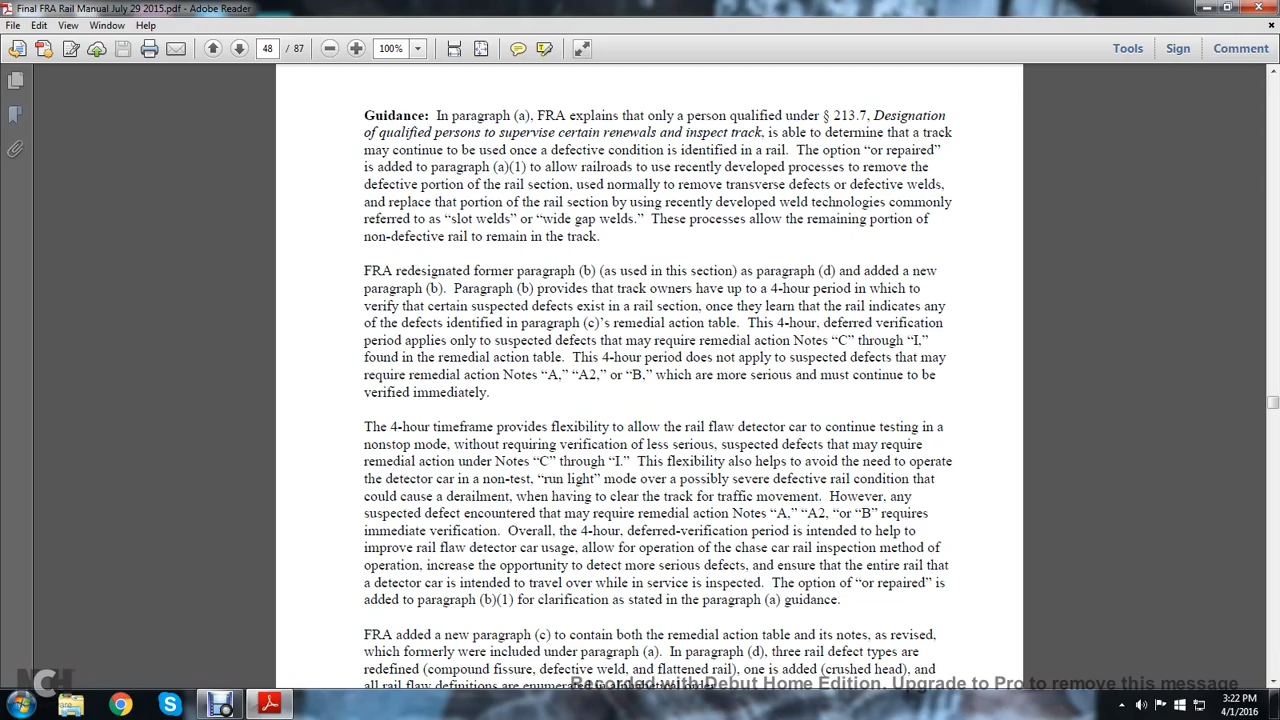 Final FRA Rail Manual July 29 2015.pdf - Adobe Reader
File Edit View Window Help
48 / 87 100% Tools Sign Comment
Guidance: In paragraph (a), FRA explains that only a person qualified under § 213.7, Designation
of qualified persons to supervise certain renewals and inspect track, is able to determine that a track
may continue to be used once a defective condition is identified in a rail. The option “or repaired”
is added to paragraph (a)(1) to allow railroads to use recently developed processes to remove the
defective portion of the rail section, used normally to remove transverse defects or defective welds,
and replace that portion of the rail section by using recently developed weld technologies commonly
referred to as “slot welds” or “wide gap welds.” These processes allow the remaining portion of
non-defective rail to remain in the track.
FRA redesignated former paragraph (b) (as used in this section) as paragraph (d) and added a new
paragraph (b). Paragraph (b) provides that track owners have up to a 4-hour period in which to
verify that certain suspected defects exist in a rail section, once they learn that the rail indicates any
of the defects identified in paragraph (c)’s remedial action table. This 4-hour, deferred verification
period applies only to suspected defects that may require remedial action Notes “C” through “I,”
found in the remedial action table. This 4-hour period does not apply to suspected defects that may
require remedial action Notes “A,” “A2,” or “B,” which are more serious and must continue to be
verified immediately.
The 4-hour timeframe provides flexibility to allow the rail flaw detector car to continue testing in a
nonstop mode, without requiring verification of less serious, suspected defects that may require
remedial action under Notes “C” through “I.” This flexibility also helps to avoid the need to operate
the detector car in a non-test, “run light” mode over a possibly severe defective rail condition that
could cause a derailment, when having to clear the track for traffic movement. However, any
suspected defect encountered that may require remedial action Notes “A,” “A2, “or “B” requires
immediate verification. Overall, the 4-hour, deferred-verification period is intended to help to
improve rail flaw detector car usage, allow for operation of the chase car rail inspection method of
operation, increase the opportunity to detect more serious defects, and ensure that the entire rail that
a detector car is intended to travel over while in service is inspected. The option of “or repaired” is
added to paragraph (b)(1) for clarification as stated in the paragraph (a) guidance.
FRA added a new paragraph (c) to contain both the remedial action table and its notes, as revised,
which formerly were included under paragraph (a). In paragraph (d), three rail defect types are
redefined (compound fissure, defective weld, and flattened rail), one is added (crushed head), and
all rail flaw definitions are enumerated in
Recorded with Debut Home Edition. Upgrade to Pro to remove this message
NCH
3:22 PM
4/1/2016